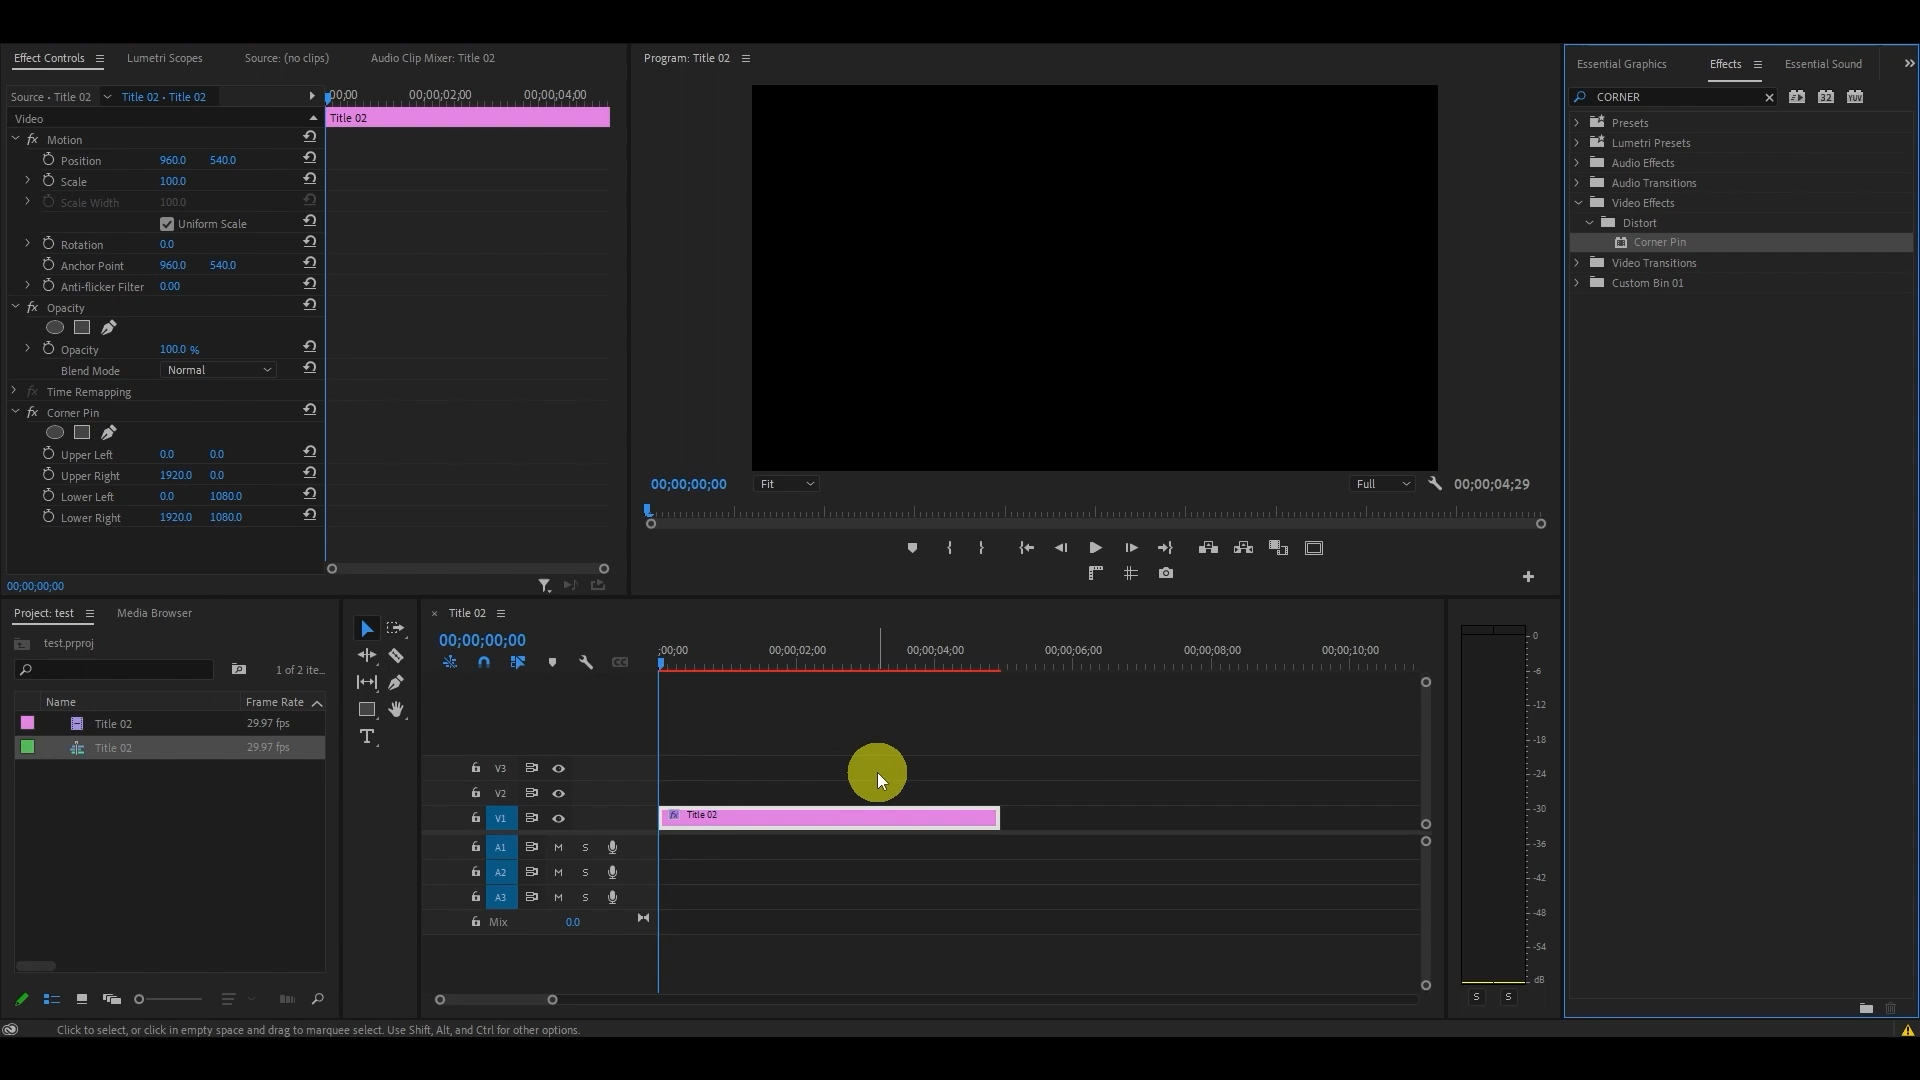 Effect Controls
Lumetri Scopes
Source: (no clips)
Audio Clip Mixer: Title 02
Source • Title 02
Title 02 • Title 02
00;00
00;00;02;00
00;00;04;00
Video
Title 02
fx Motion
Position 960.0 540.0
Scale 100.0
Scale Width 100.0
Uniform Scale
Rotation 0.0
Anchor Point 960.0 540.0
Anti-flicker Filter 0.00
fx Opacity
Opacity 100.0 %
Blend Mode Normal
fx Time Remapping
fx Corner Pin
Upper Left 0.0 0.0
Upper Right 1920.0 0.0
Lower Left 0.0 1080.0
Lower Right 1920.0 1080.0
00;00;00;00
Program: Title 02
00;00;00;00
Fit
Full
00;00;04;29
Essential Graphics
Effects
Essential Sound
CORNER
32
YUV
Presets
Lumetri Presets
Audio Effects
Audio Transitions
Video Effects
Distort
Corner Pin
Video Transitions
Custom Bin 01
Project: test
Media Browser
test.prproj
1 of 2 ite...
Name Frame Rate
Title 02 29.97 fps
Title 02 29.97 fps
T
Title 02
00;00;00;00
CC
;00;00
00;00;02;00
00;00;04;00
00;00;06;00
00;00;08;00
00;00;10;00
V3
V2
V1
fx Title 02
A1 M S
A2 M S
A3 M S
Mix 0.0
0
-6
-12
-18
-24
-30
-36
-42
-48
-54
dB
S S
Click to select, or click in empty space and drag to marquee select. Use Shift, Alt, and Ctrl for other options.